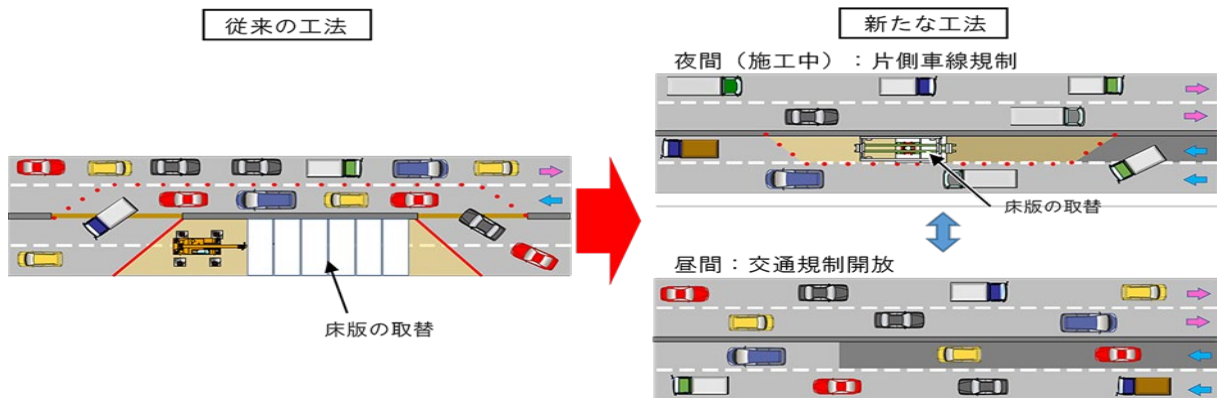 従来の工法
床版の取替
新たな工法
夜間（施工中）：片側車線規制
床版の取替
昼間：交通規制開放